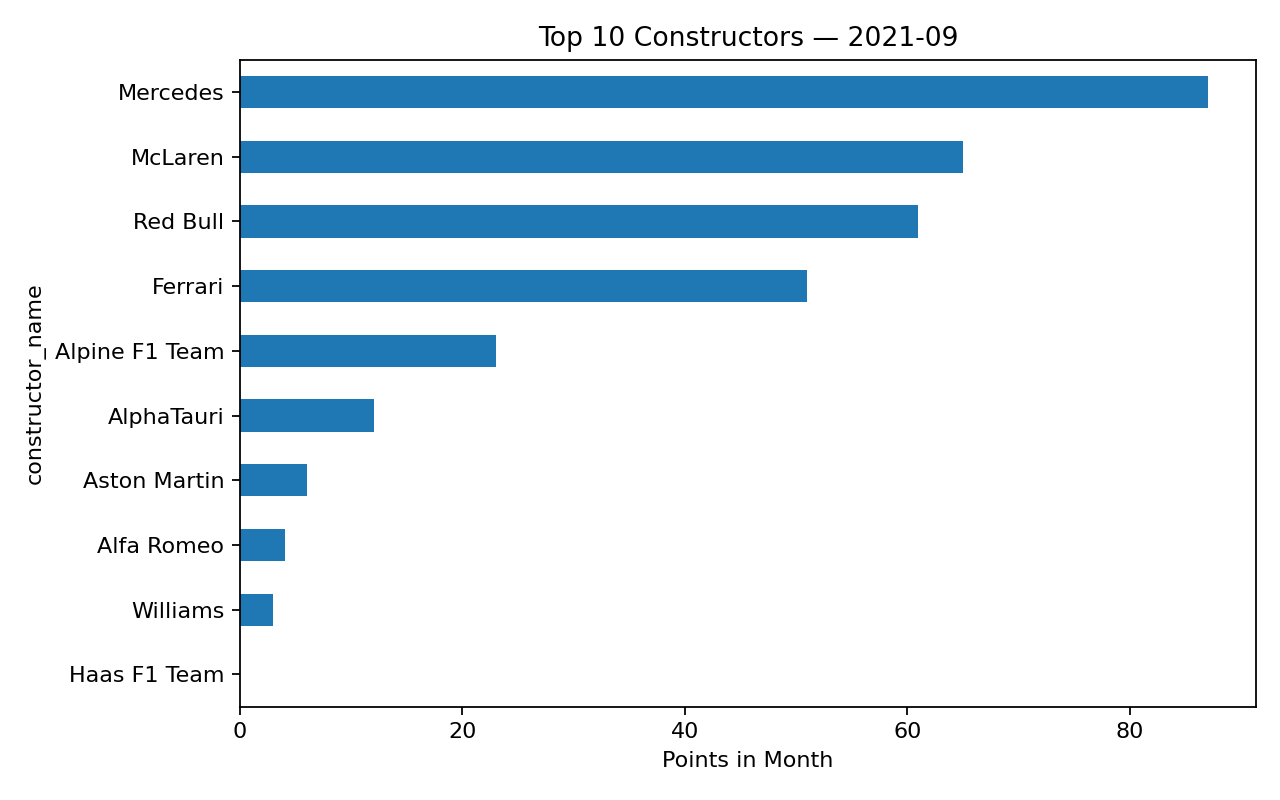 Top 10 Constructors — 2021-09
constructor_name
Mercedes
McLaren
Red Bull
Ferrari
Alpine F1 Team
AlphaTauri
Aston Martin
Alfa Romeo
Williams
Haas F1 Team
0 20 40 60 80
Points in Month